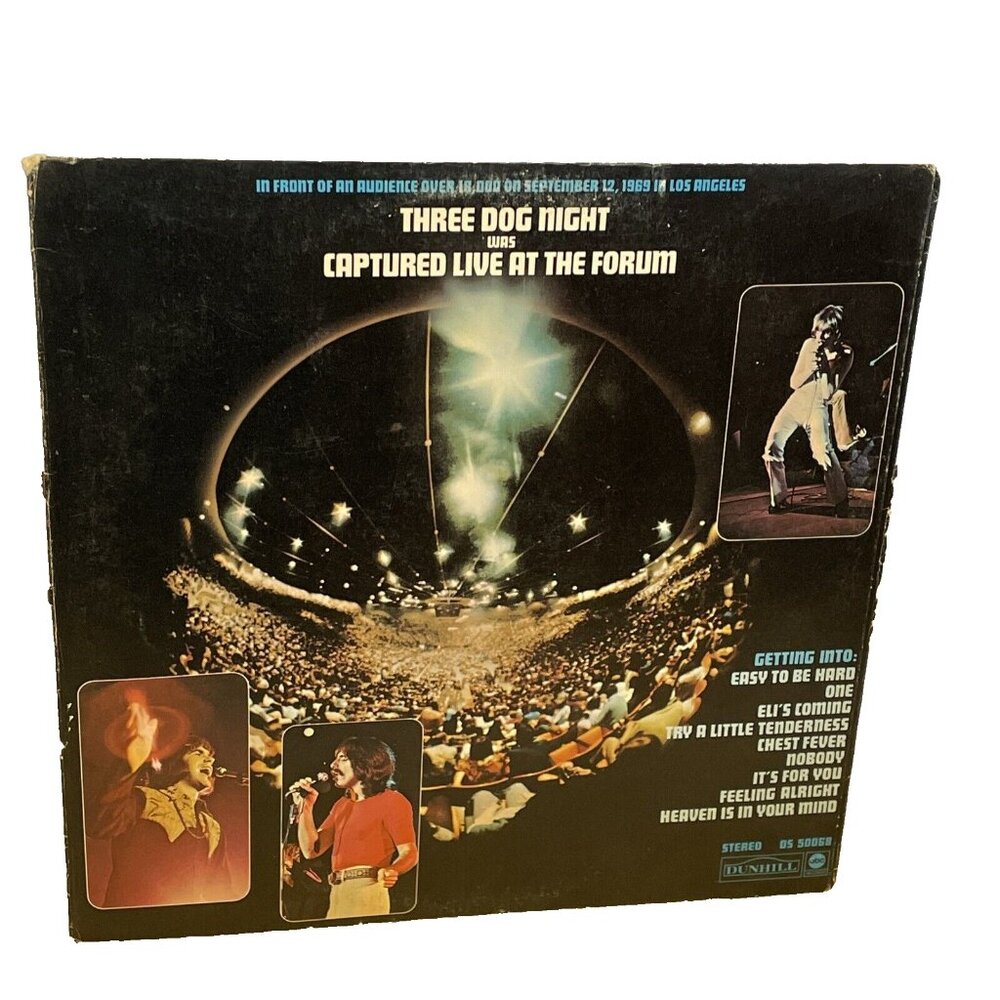 IN FRONT OF AN AUDIENCE OVER 18,000 ON SEPTEMBER 12, 1969 IN LOS ANGELES
THREE DOG NIGHT
WAS
CAPTURED LIVE AT THE FORUM
GETTING INTO:
EASY TO BE HARD
ONE
ELI'S COMING
TRY A LITTLE TENDERNESS
CHEST FEVER
NOBODY
IT'S FOR YOU
FEELING ALRIGHT
HEAVEN IS IN YOUR MIND
STEREO DS 50068
DUNHILL abc